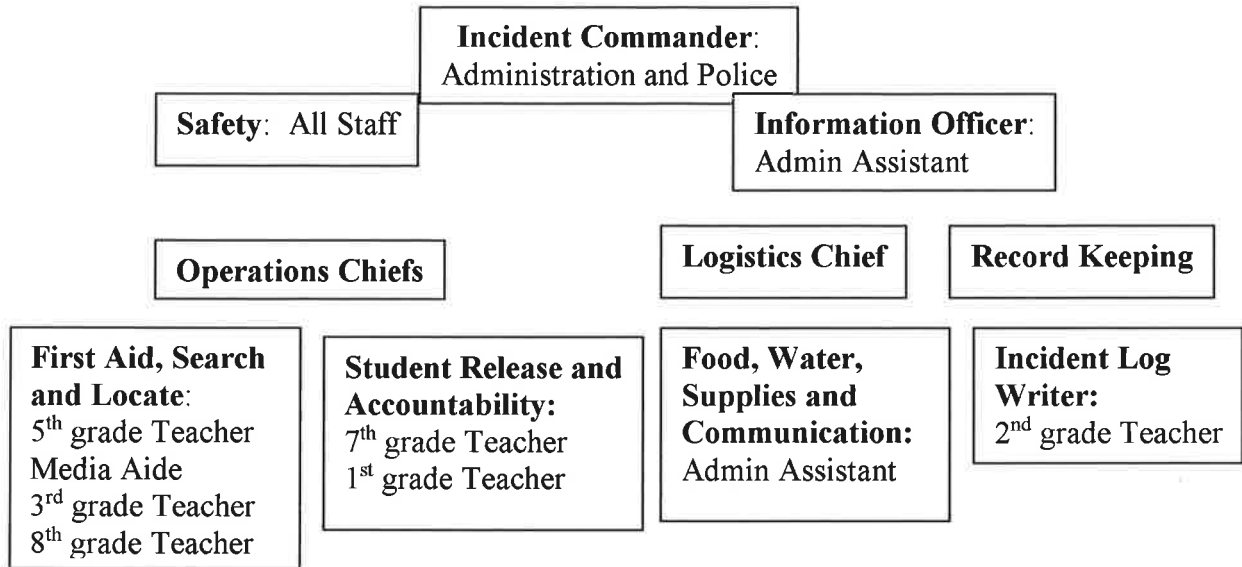 Incident Commander:
Administration and Police
Safety: All Staff
Information Officer:
Admin Assistant
Operations Chiefs
Logistics Chief
Record Keeping
First Aid, Search
and Locate:
5th grade Teacher
Media Aide
3rd grade Teacher
8th grade Teacher
Student Release and
Accountability:
7th grade Teacher
1st grade Teacher
Food, Water,
Supplies and
Communication:
Admin Assistant
Incident Log
Writer:
2nd grade Teacher